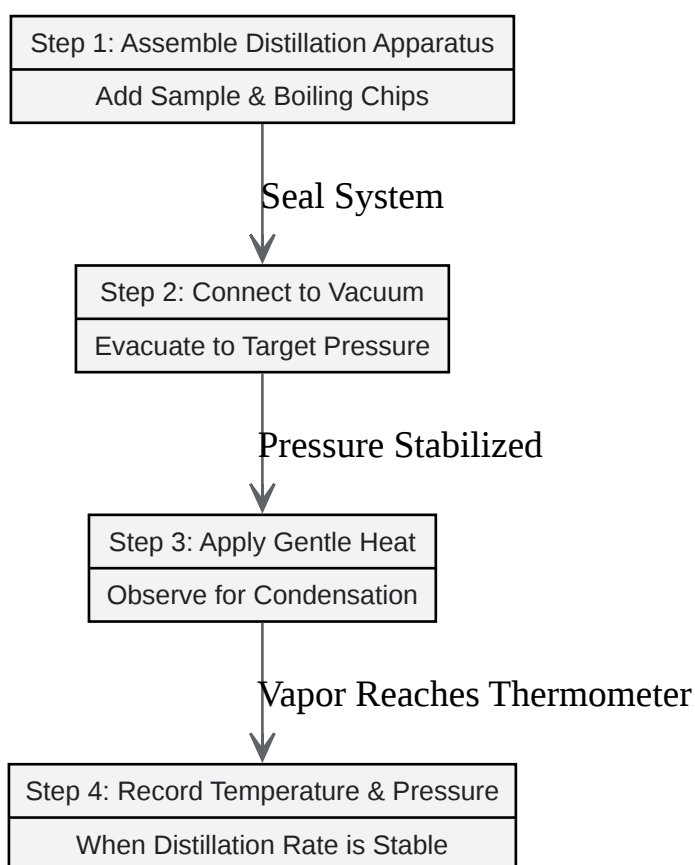 Step 1: Assemble Distillation Apparatus
Add Sample & Boiling Chips
Seal System
Step 2: Connect to Vacuum
Evacuate to Target Pressure
Pressure Stabilized
Step 3: Apply Gentle Heat
Observe for Condensation
Vapor Reaches Thermometer
Step 4: Record Temperature & Pressure
When Distillation Rate is Stable